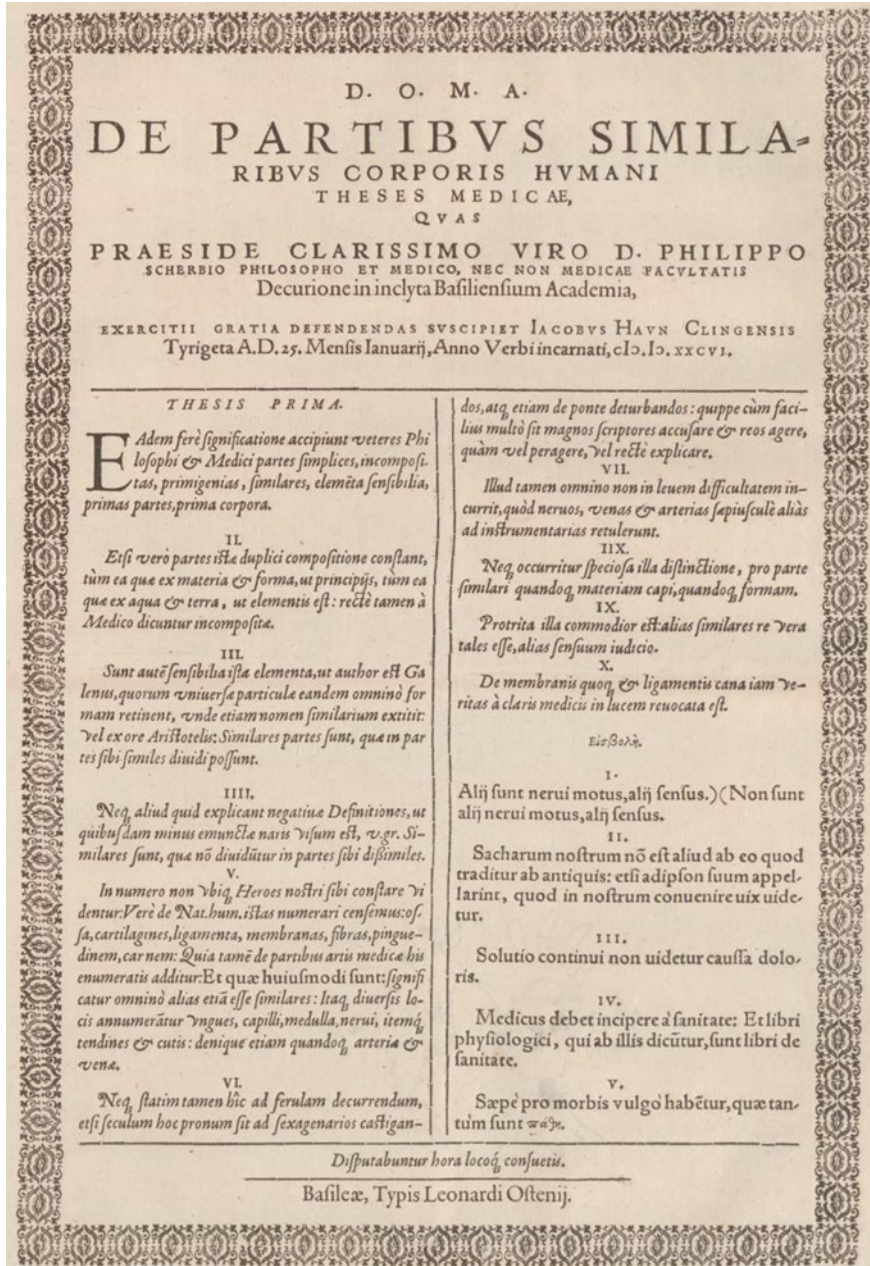 D. O. M. A.
DE PARTIBVS SIMILA-
RIBVS CORPORIS HVMANI
THESES MEDICAE,
QVAS
PRAESIDE CLARISSIMO VIRO D. PHILIPPO
SCHERBIO PHILOSOPHO ET MEDICO, NEC NON MEDICAE FACVLTATIS
Decurione in inclyta Basiliensium Academia,
EXERCITII GRATIA DEFENDENDAS SVSCIPIET IACOBVS HAVN CLINGENSIS
Tyrigeta A.D. 25. Mensis Ianuarij, Anno Verbi incarnati, cIↃ. IↃ. XXCVI.
THESIS PRIMA.
EAdem ferè ſignificatione accipiunt veteres Phi
loſophi & Medici partes ſimplices, incompoſi-
tas, primigenias, ſimilares, elemẽta ſenſibilia,
primas partes, prima corpora.
II.
Etſi verò partes iſtæ duplici compoſitione conſtant,
tùm ea quæ ex materia & forma, ut principijs, tùm ea
quæ ex aqua & terra, ut elementis eſt: rectè tamen à
Medico dicuntur incompoſitæ.
III.
Sunt autẽ ſenſibilia iſta elementa, ut author eſt Ga
lenus, quorum vniuerſæ particulæ eandem omninò for
mam retinent, vnde etiam nomen ſimilarium extitit:
Vel ex ore Ariſtotelis: Similares partes ſunt, quæ in par
tes ſibi ſimiles diuidi poſſunt.
IIII.
Neq; aliud quid explicant negatiuæ Definitiones, ut
quibuſdam minus emunctæ naris viſum eſt, v.gr. Si-
milares ſunt, quæ nõ diuidũtur in partes ſibi dißimiles.
V.
In numero non vbiq; Heroes noſtri ſibi conſtare vi
dentur: Verè de Nat. hum. iſtas numerari cenſemus: oſ-
ſa, cartilagines, ligamenta, membranas, fibras, pingue-
dinem, carnem: Quia tamẽ de partibus artis medicæ his
enumeratis additur: Et quæ huiuſmodi ſunt: ſignifi
catur omninò alias etiã eſſe ſimilares: Itaq; diuerſis lo-
cis annumerãtur vngues, capilli, medulla, nerui, itemq́;
tendines & cutis: denique etiam quandoq; arteriæ &
venæ.
VI.
Neq; ſtatim tamen hîc ad ferulam decurrendum,
etſi ſeculum hoc pronum ſit ad ſexagenarios caſtigan-
dos, atq; etiam de ponte deturbandos: quippe cùm faci-
lius multò ſit magnos ſcriptores accuſare & reos agere,
quàm vel peragere, vel rectè explicare.
VII.
Illud tamen omnino non in leuem difficultatem in-
currit, quòd neruos, venas & arterias ſæpiuſculè aliàs
ad inſtrumentarias retulerunt.
IIX.
Neq; occurritur ſpecioſa illa diſtinctione, pro parte
ſimilari quandoq; materiam capi, quandoq; formam.
IX.
Protrita illa commodior eſt: alias ſimilares re vera
tales eſſe, alias ſenſuum iudicio.
X.
De membranis quoq; & ligamentis cana iam ve-
ritas à claris medicis in lucem reuocata eſt.
Εἰσβολὴ.
I.
Alij ſunt nerui motus, alij ſenſus.)(Non ſunt
alij nerui motus, alij ſenſus.
II.
Sacharum noſtrum nõ eſt aliud ab eo quod
traditur ab antiquis: etſi adipſon ſuum appel-
larint, quod in noſtrum conuenire uix uide-
tur.
III.
Solutio continui non uidetur cauſſa dolo-
ris.
IV.
Medicus debet incipere à ſanitate: Et libri
phyſiologici, qui ab illis dicũtur, ſunt libri de
ſanitate.
V.
Sæpè pro morbis vulgò habẽtur, quæ tan-
tùm ſunt πάθη.
Diſputabuntur hora locoq́; conſuetis.
Baſileæ, Typis Leonardi Oſtenij.